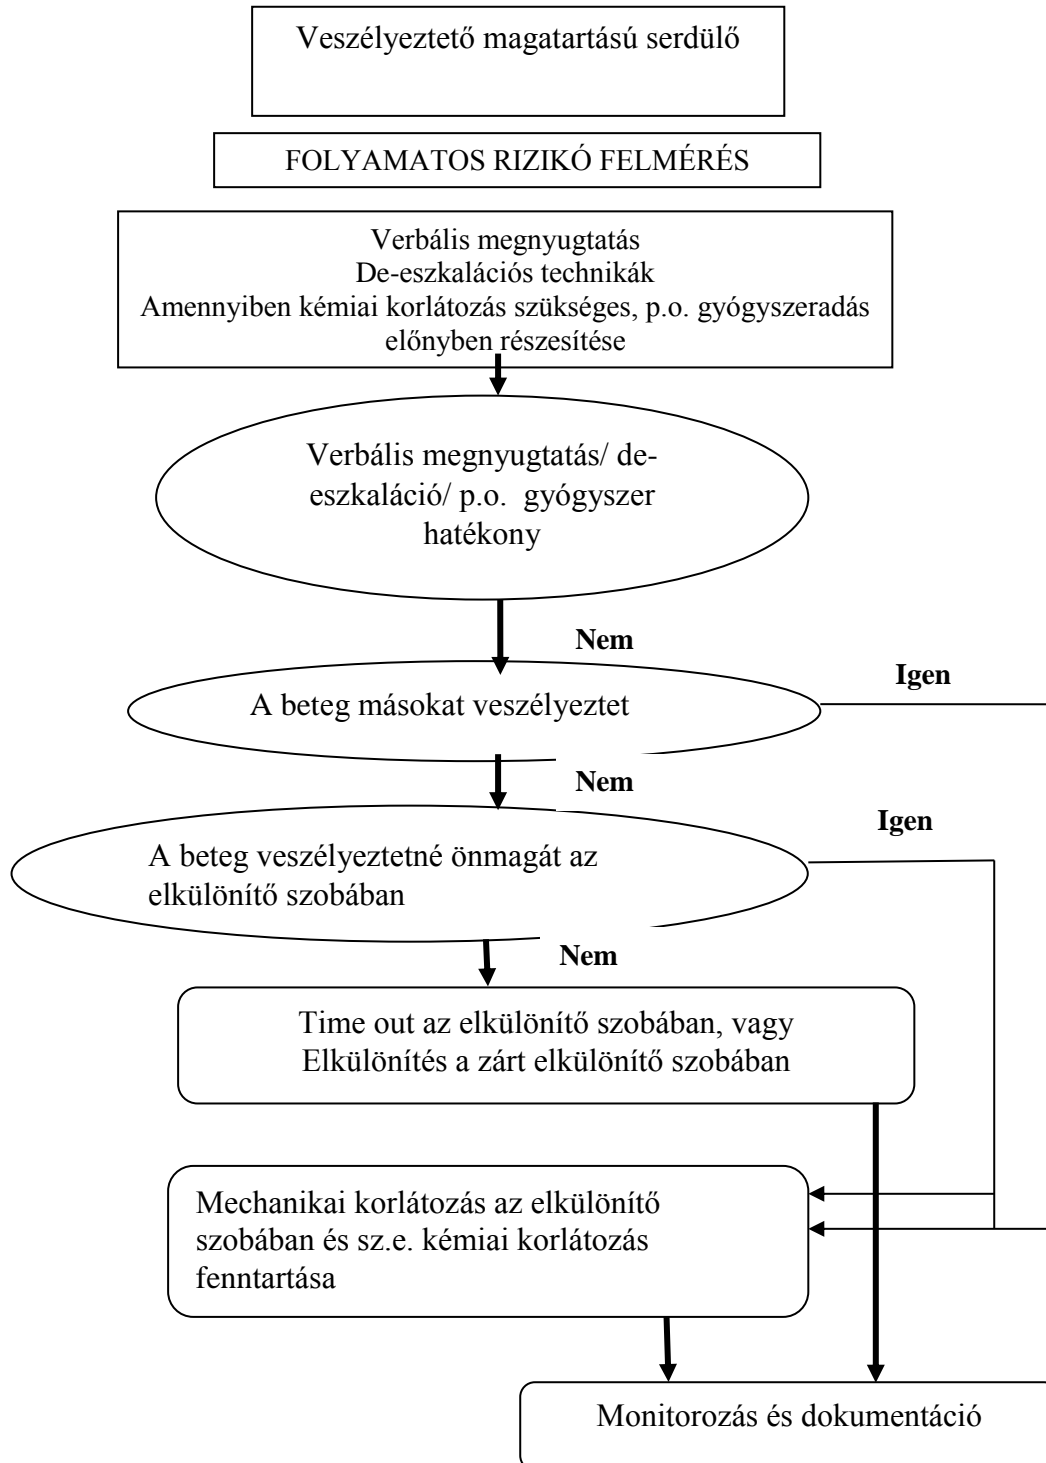 Veszélyeztető magatartású serdülő
FOLYAMATOS RIZIKÓ FELMÉRÉS
Verbális megnyugtatás
De-eszkalációs technikák
Amennyiben kémiai korlátozás szükséges, p.o. gyógyszeradás
előnyben részesítése
Verbális megnyugtatás/ de-
eszkaláció/ p.o. gyógyszer
hatékony
Nem
A beteg másokat veszélyeztet
Igen
Nem
A beteg veszélyeztetné önmagát az
elkülönítő szobában
Igen
Nem
Time out az elkülönítő szobában, vagy
Elkülönítés a zárt elkülönítő szobában
Mechanikai korlátozás az elkülönítő
szobában és sz.e. kémiai korlátozás
fenntartása
Monitorozás és dokumentáció